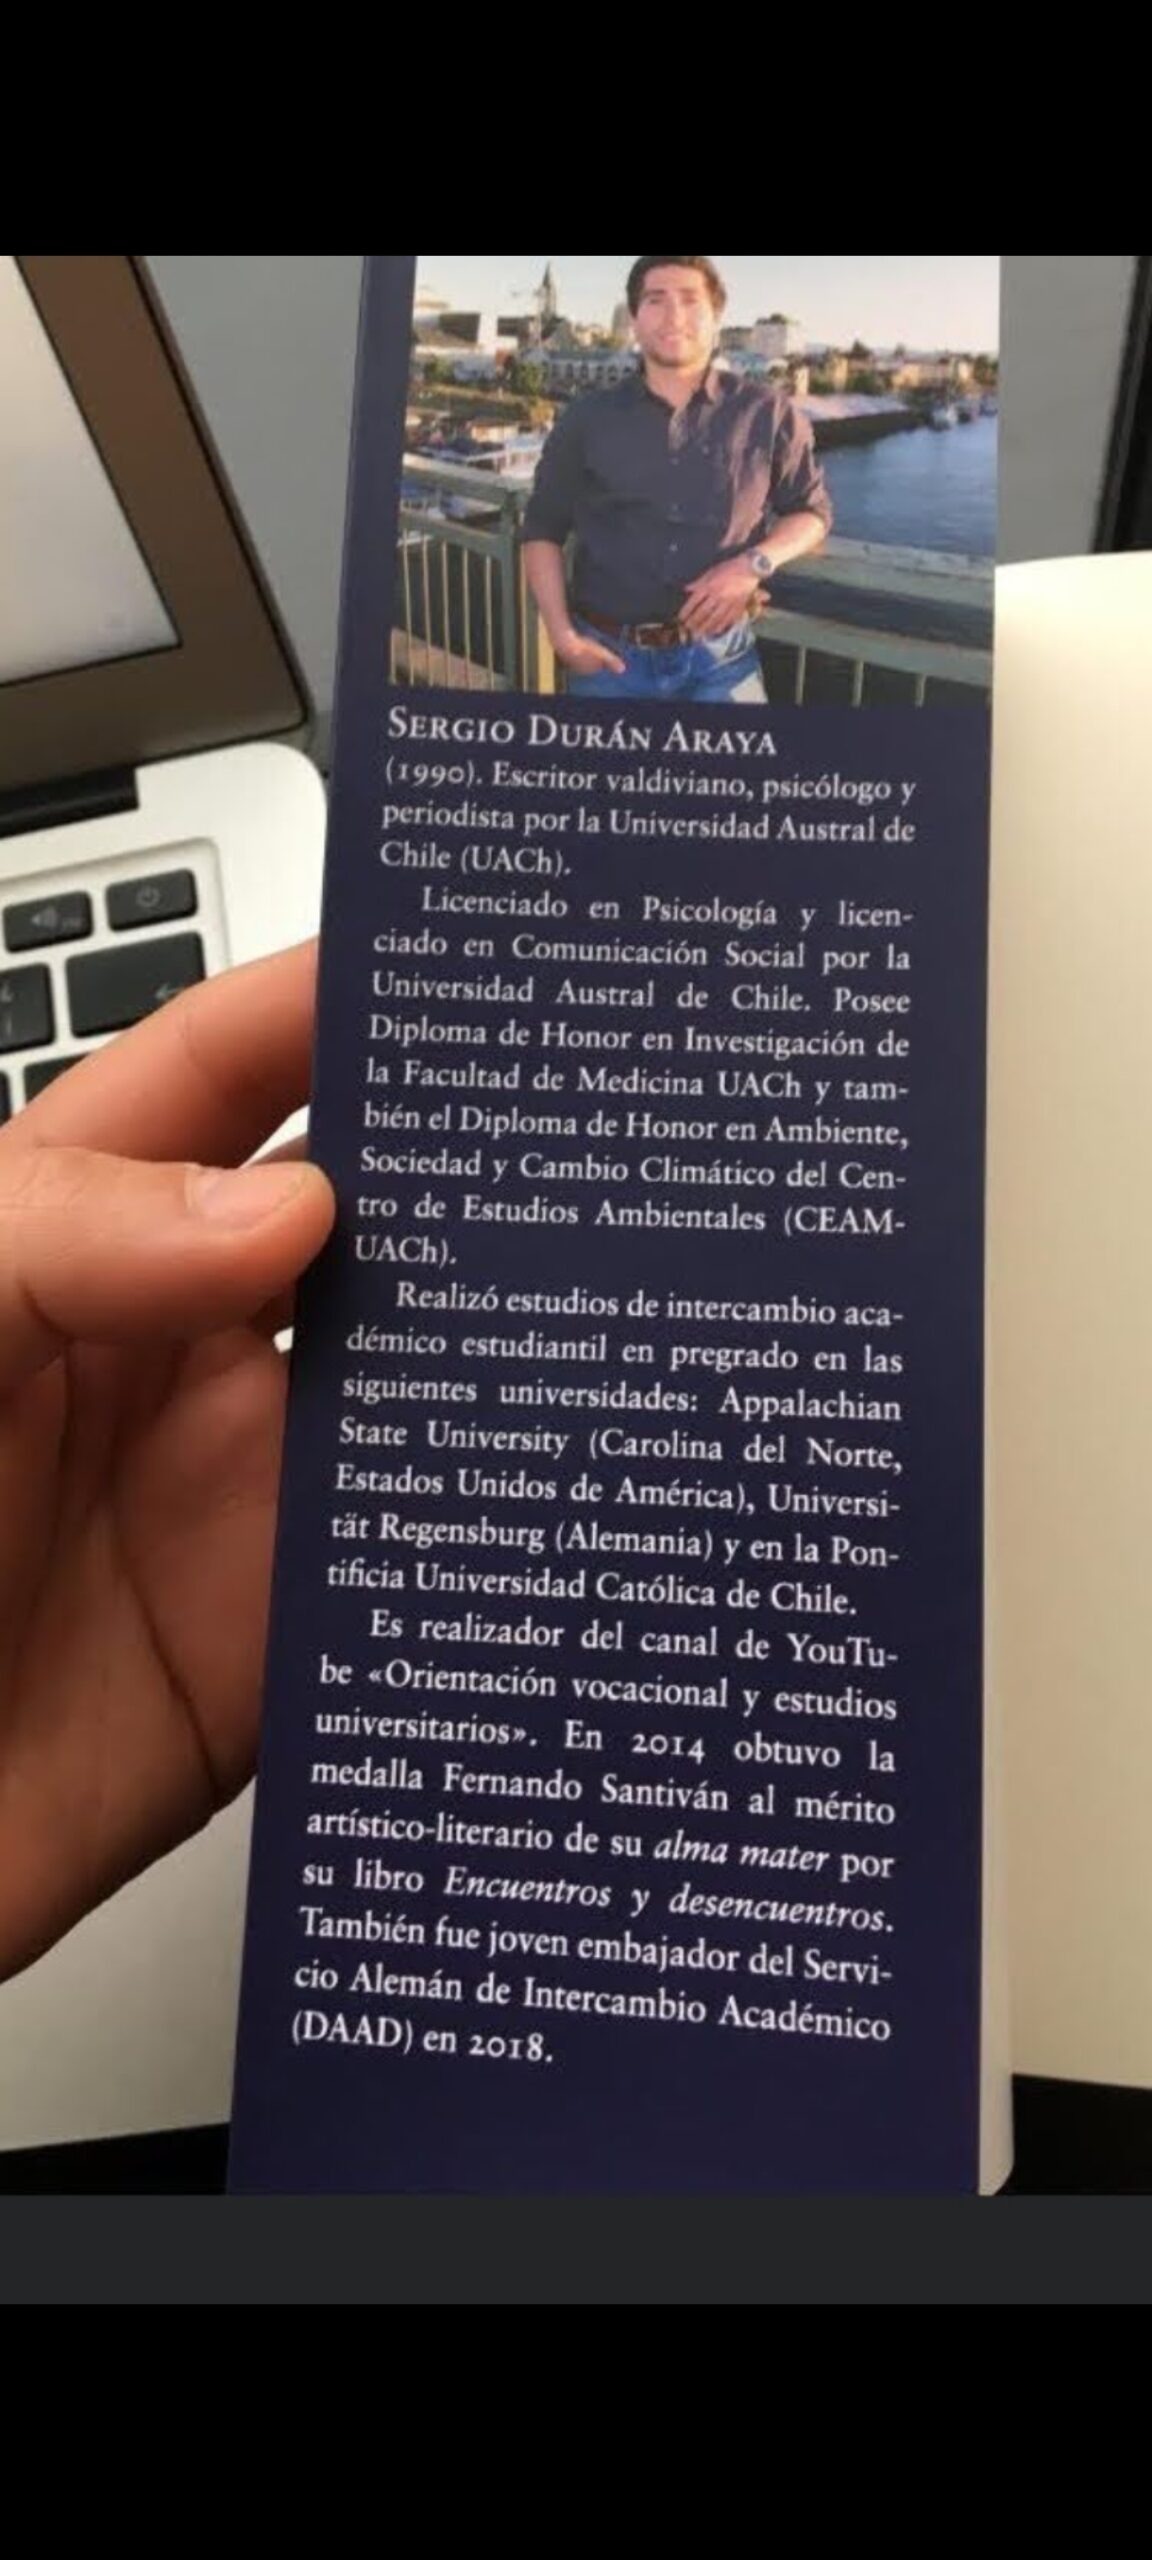 SERGIO DURÁN ARAYA
(1990). Escritor valdiviano, psicólogo y
periodista por la Universidad Austral de
Chile (UACh).
Licenciado en Psicología y licen-
ciado en Comunicación Social por la
Universidad Austral de Chile. Posee
Diploma de Honor en Investigación de
la Facultad de Medicina UACh y tam-
bién el Diploma de Honor en Ambiente,
Sociedad y Cambio Climático del Cen-
tro de Estudios Ambientales (CEAM-
UACh).
Realizó estudios de intercambio aca-
démico estudiantil en pregrado en las
siguientes universidades: Appalachian
State University (Carolina del Norte,
Estados Unidos de América), Universi-
tät Regensburg (Alemania) y en la Pon-
tificia Universidad Católica de Chile.
Es realizador del canal de YouTu-
be «Orientación vocacional y estudios
universitarios». En 2014 obtuvo la
medalla Fernando Santiván al mérito
artístico-literario de su alma mater por
su libro Encuentros y desencuentros.
También fue joven embajador del Servi-
cio Alemán de Intercambio Académico
(DAAD) en 2018.